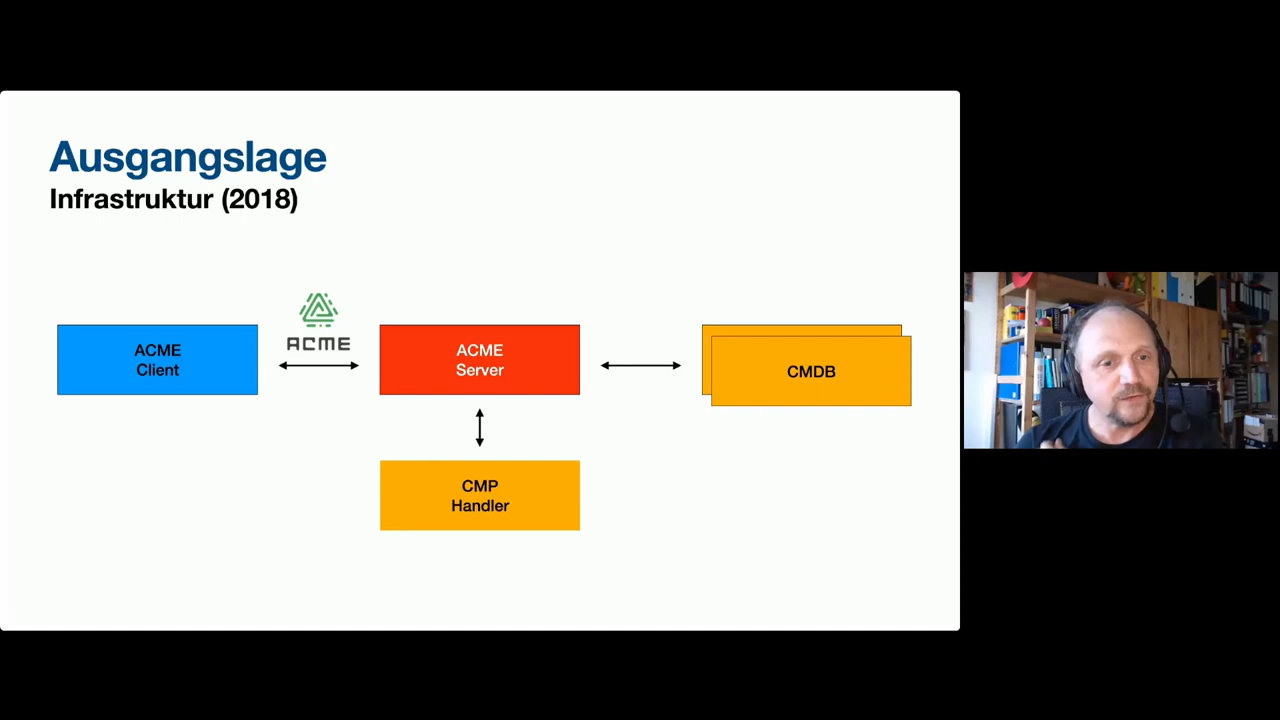 Ausgangslage
Infrastruktur (2018)
ACME
Client
ACME
ACME
Server
CMDB
CMP
Handler